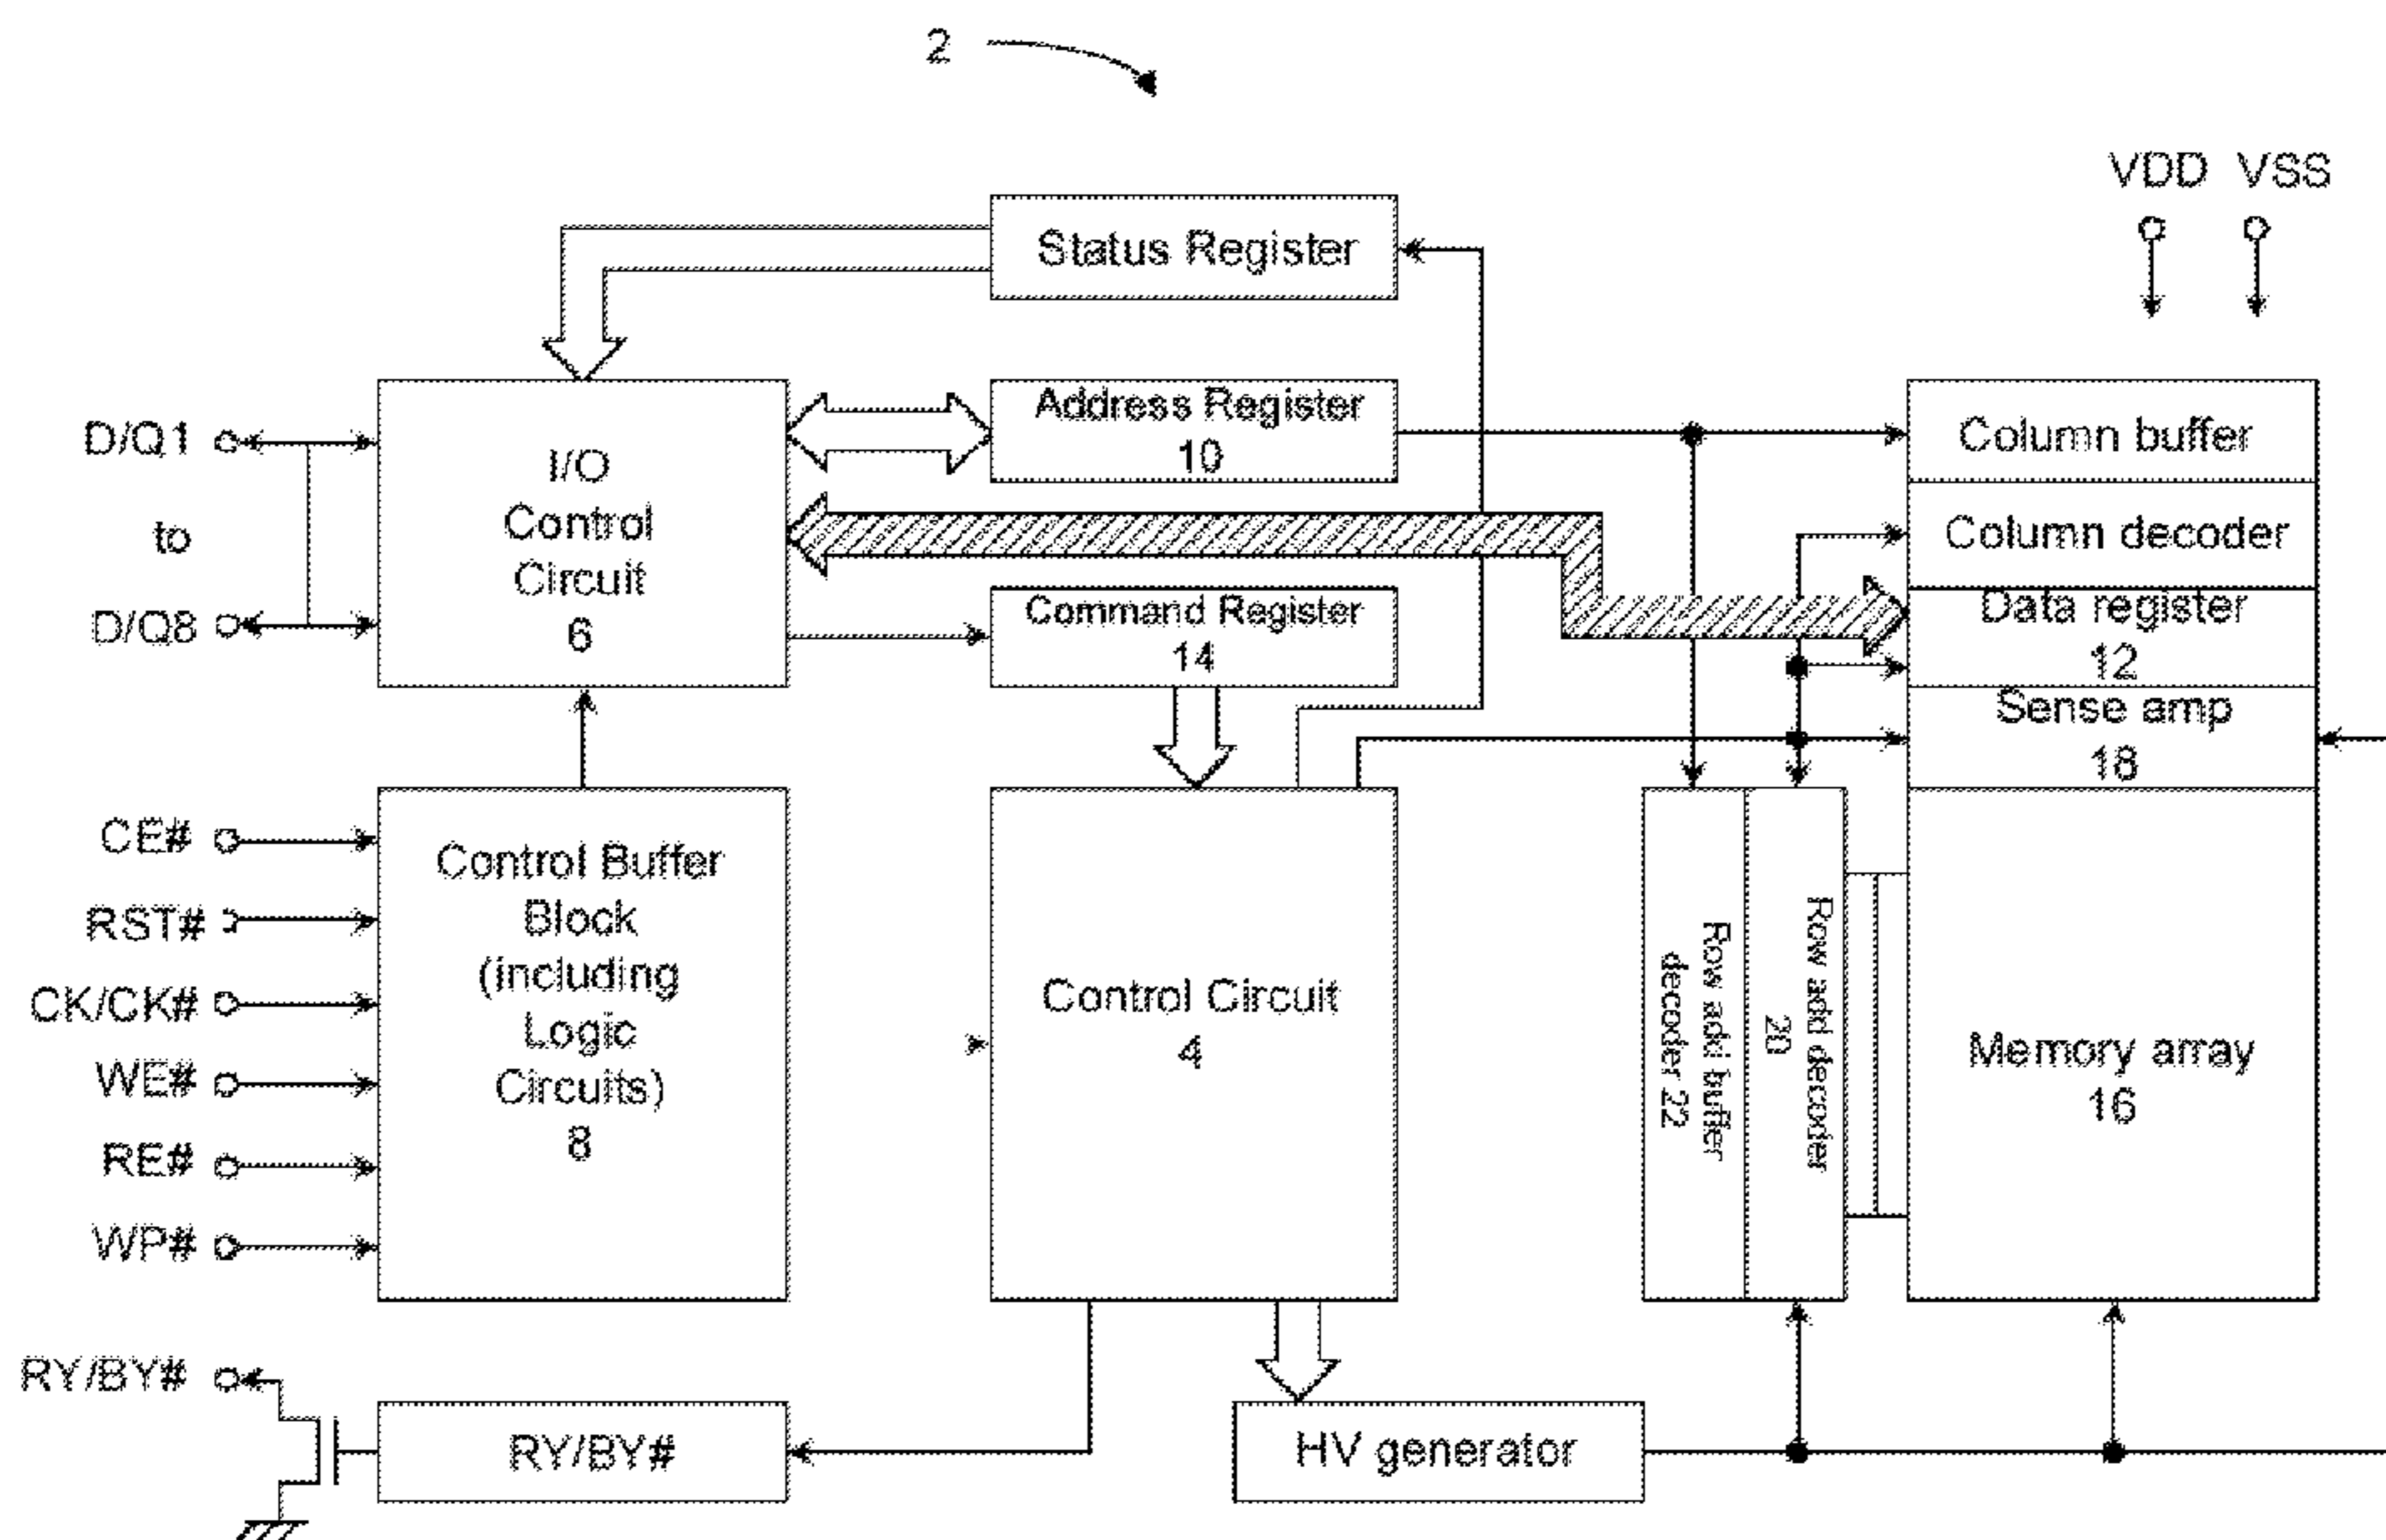 2
VDD VSS
Status Register
Address Register
10
Column buffer
D/Q1
to
D/Q8
I/O
Control
Circuit
6
Column decoder
Command Register
14
Data register
12
Sense amp
18
CE#
RST#
CK/CK#
WE#
RE#
WP#
Control Buffer
Block
(including
Logic
Circuits)
8
Control Circuit
4
Row add buffer
decoder 22
Row add decoder
20
Memory array
16
RY/BY#
RY/BY#
HV generator